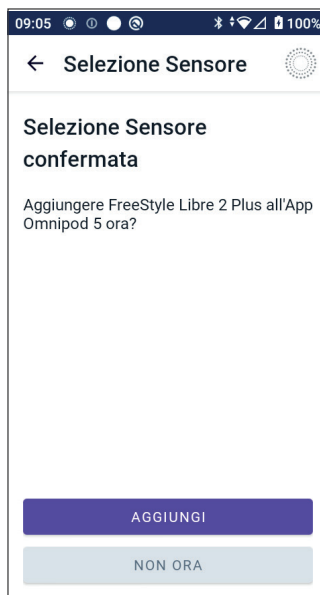 09:05 100%
Selezione Sensore
Selezione Sensore
confermata
Aggiungere FreeStyle Libre 2 Plus all'App
Omnipod 5 ora?
AGGIUNGI
NON ORA